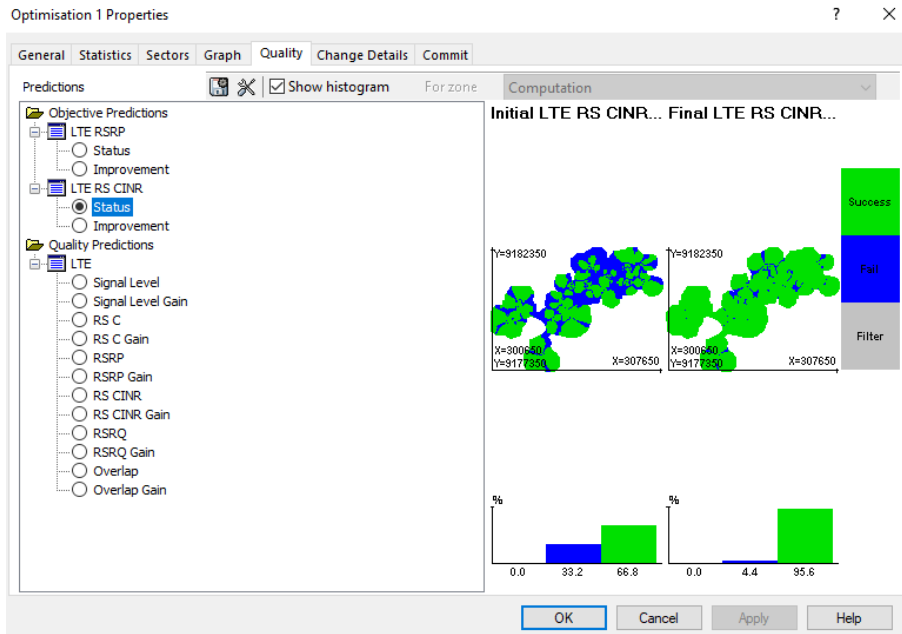 Optimisation 1 Properties
General Statistics Sectors Graph Quality Change Details Commit
Predictions
Show histogram
For zone
Computation
Objective Predictions
LTE RSRP
Status
Improvement
LTE RS CINR
Status
Improvement
Quality Predictions
LTE
Signal Level
Signal Level Gain
RS C
RS C Gain
RSRP
RSRP Gain
RS CINR
RS CINR Gain
RSRQ
RSRQ Gain
Overlap
Overlap Gain
Initial LTE RS CINR... Final LTE RS CINR...
Success
Fail
Filter
Y=9182350
X=300650
Y=9177350
X=307650
Y=9182350
X=300650
Y=9177350
X=307650
%
0.0 33.2 66.8
%
0.0 4.4 95.6
OK Cancel Apply Help